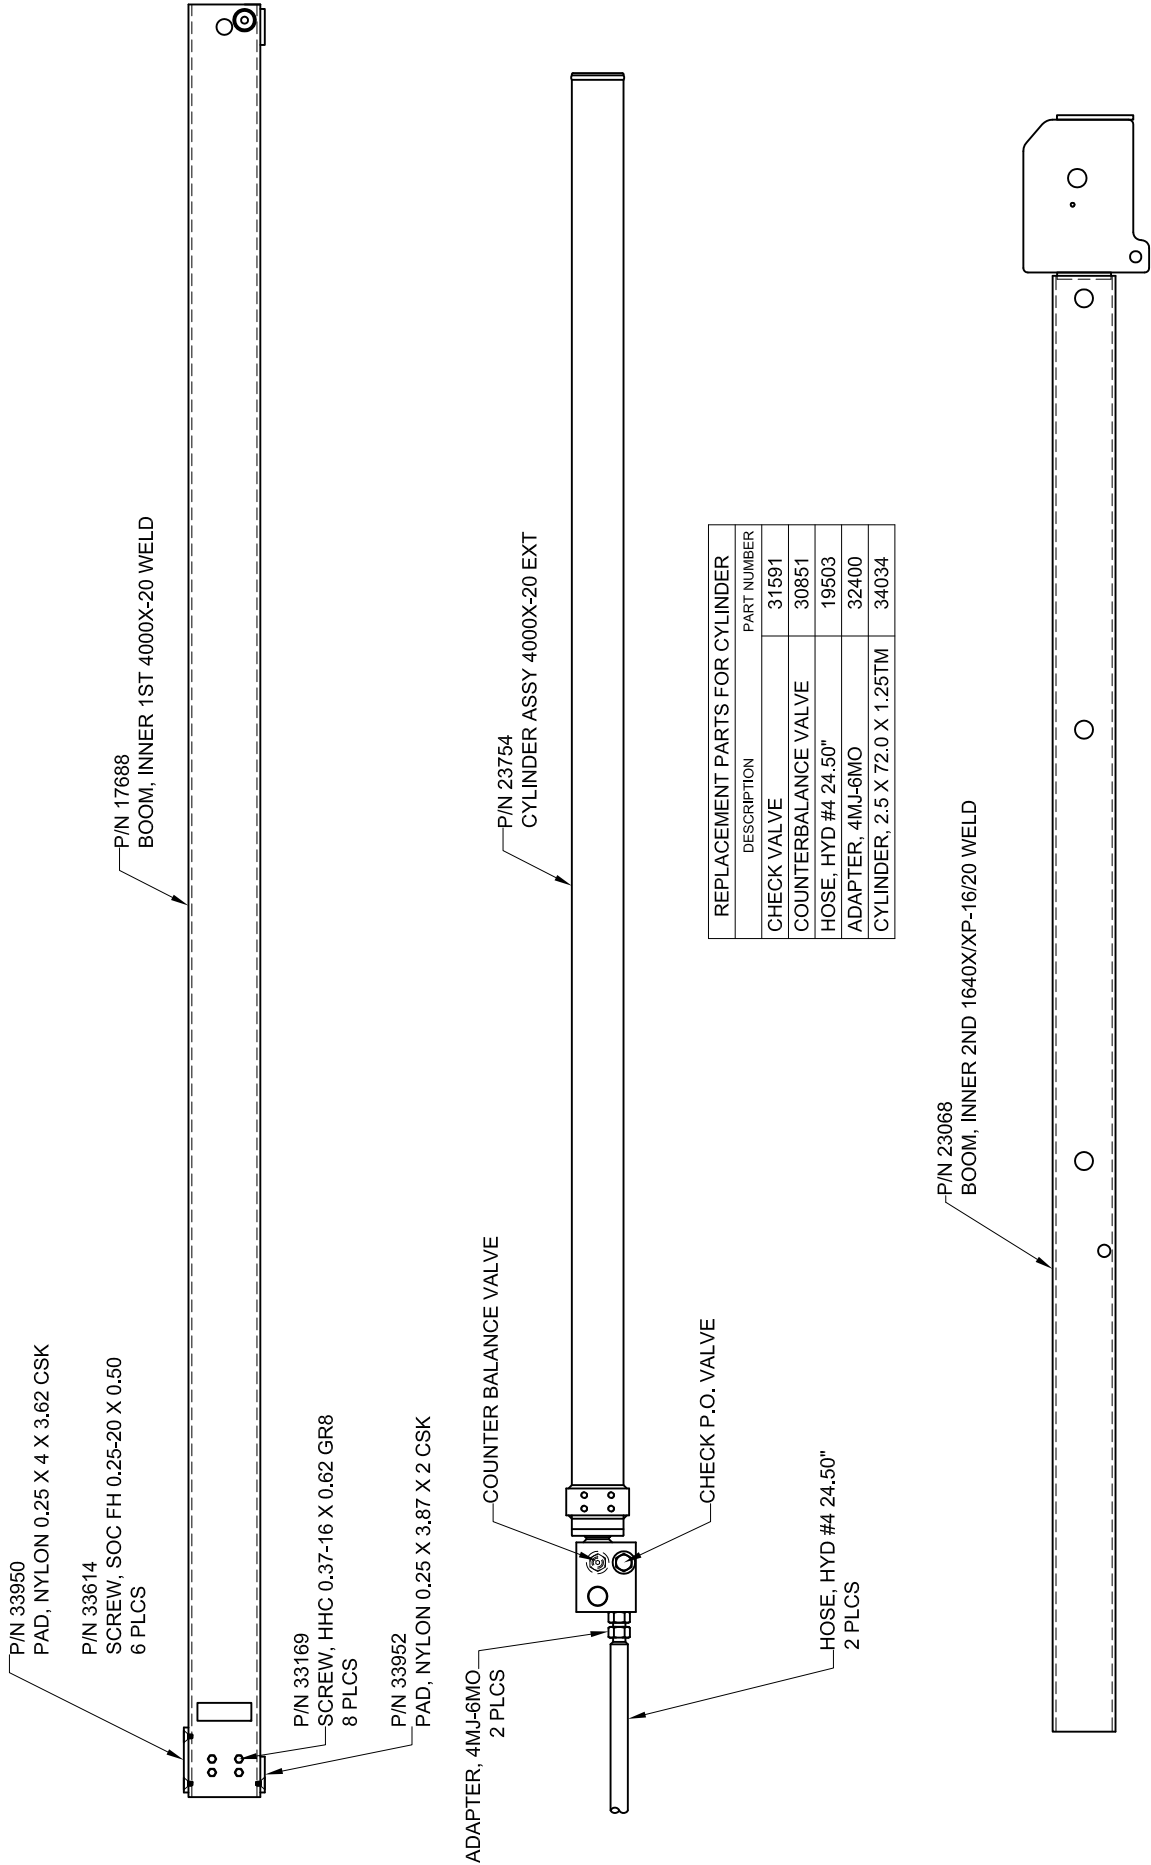 P/N 33950
PAD, NYLON 0.25 X 4 X 3.62 CSK
P/N 33614
SCREW, SOC FH 0.25-20 X 0.50
6 PLCS
P/N 17688
BOOM, INNER 1ST 4000X-20 WELD
P/N 33169
SCREW, HHC 0.37-16 X 0.62 GR8
8 PLCS
P/N 33952
PAD, NYLON 0.25 X 3.87 X 2 CSK
ADAPTER, 4MJ-6MO
2 PLCS
COUNTER BALANCE VALVE
P/N 23754
CYLINDER ASSY 4000X-20 EXT
CHECK P.O. VALVE
HOSE, HYD #4 24.50"
2 PLCS
REPLACEMENT PARTS FOR CYLINDER
DESCRIPTION PART NUMBER
CHECK VALVE 31591
COUNTERBALANCE VALVE 30851
HOSE, HYD #4 24.50" 19503
ADAPTER, 4MJ-6MO 32400
CYLINDER, 2.5 X 72.0 X 1.25TM 34034
P/N 23068
BOOM, INNER 2ND 1640X/XP-16/20 WELD